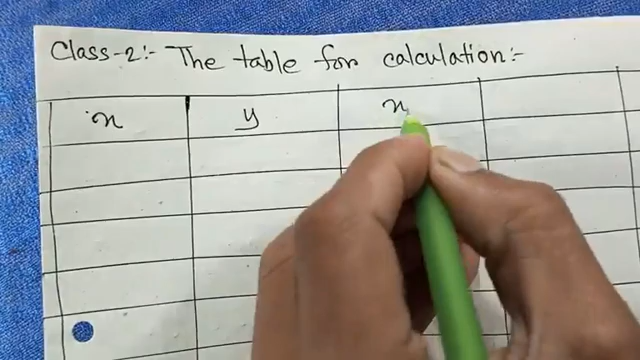 Class-2:- The table for calculation:-
x y x